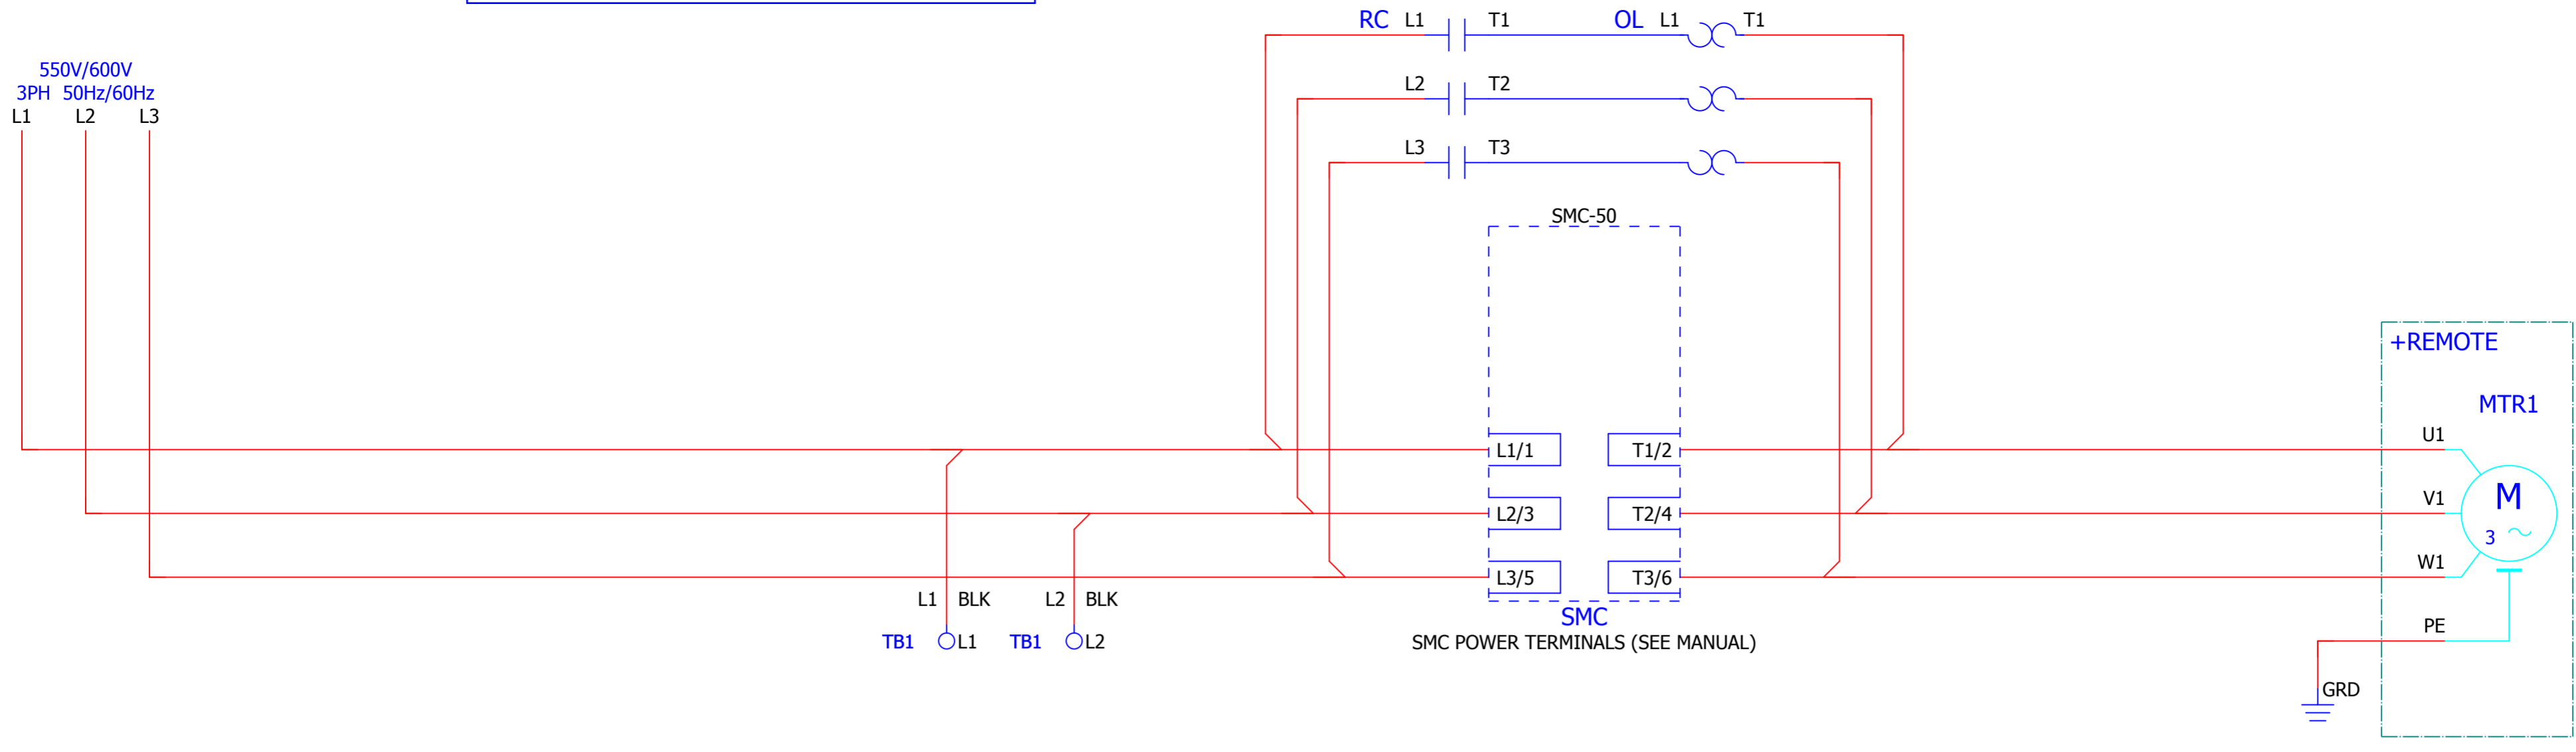 RC L1 T1 OL L1 T1
550V/600V
3PH 50Hz/60Hz
L1 L2 L3
L2 T2
L3 T3
SMC-50
+REMOTE
MTR1
L1/1 T1/2 U1
L2/3 T2/4 V1
M
3 ~
L3/5 T3/6 W1
L1 BLK L2 BLK
SMC
TB1 L1 TB1 L2
SMC POWER TERMINALS (SEE MANUAL)
PE
GRD